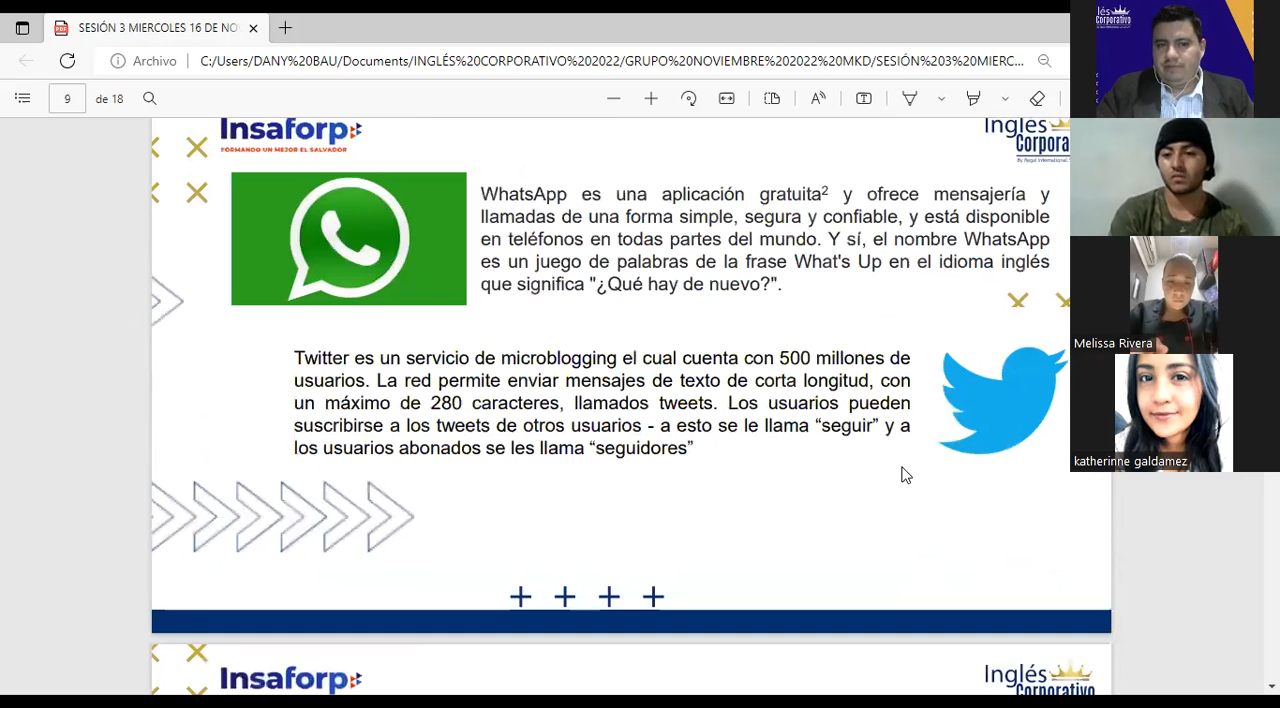 SESIÓN 3 MIERCOLES 16 DE NO
Archivo
C:/Users/DANY%20BAU/Documents/INGLÉS%20CORPORATIVO%202022/GRUPO%20NOVIEMBRE%202022%20MKD/SESIÓN%203%20MIERC...
9 de 18
Insaforp
FORMANDO UN MEJOR EL SALVADOR
Inglés
Corpora
WhatsApp es una aplicación gratuita² y ofrece mensajería y
llamadas de una forma simple, segura y confiable, y está disponible
en teléfonos en todas partes del mundo. Y sí, el nombre WhatsApp
es un juego de palabras de la frase What's Up en el idioma inglés
que significa "¿Qué hay de nuevo?".
Twitter es un servicio de microblogging el cual cuenta con 500 millones de
usuarios. La red permite enviar mensajes de texto de corta longitud, con
un máximo de 280 caracteres, llamados tweets. Los usuarios pueden
suscribirse a los tweets de otros usuarios - a esto se le llama “seguir” y a
los usuarios abonados se les llama “seguidores”
Insaforp
Inglés
Corporativo
lés
Corporativo
Melissa Rivera
katherinne galdamez